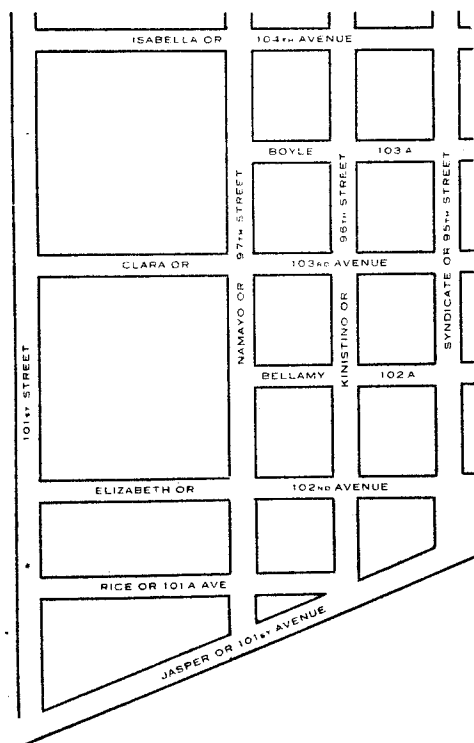 ISABELLA OR 104TH AVENUE
BOYLE 103 A
CLARA OR 103RD AVENUE
BELLAMY 102 A
ELIZABETH OR 102ND AVENUE
RICE OR 101 A AVE
JASPER OR 101ST AVENUE
101ST STREET
NAMAYO OR 97TH STREET
KINISTINO OR 96TH STREET
SYNDICATE OR 95TH STREET